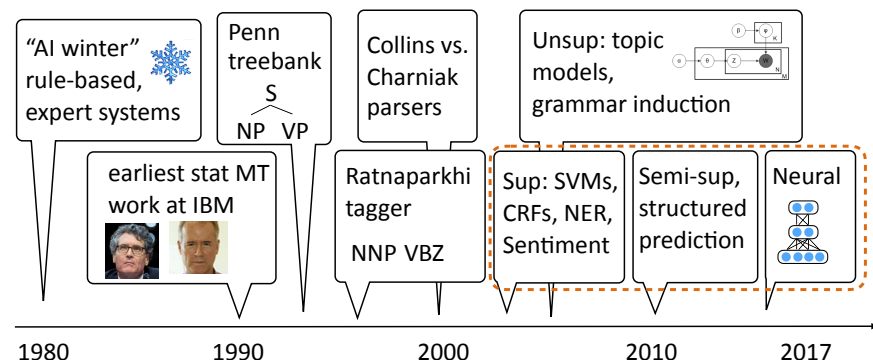 “AI winter”
rule-based,
expert systems
earliest stat MT
work at IBM
Penn
treebank
S
NP VP
Collins vs.
Charniak
parsers
Ratnaparkhi
tagger
NNP VBZ
Unsup: topic
models,
grammar induction
β φ
K
α θ Z W
N
M
Sup: SVMs,
CRFs, NER,
Sentiment
Semi-sup,
structured
prediction
Neural
1980 1990 2000 2010 2017